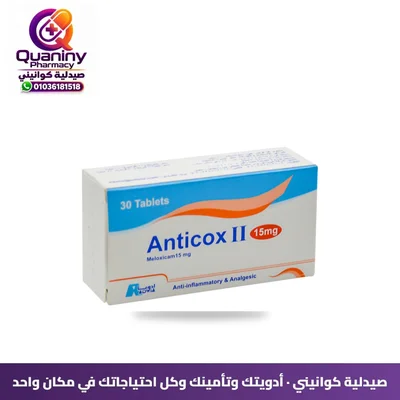 Quaniny
Pharmacy
صيدلية كوانيني
01036181518
30 Tablets
Anticox II 15mg
Meloxicam 15 mg
Anti-inflammatory & Analgesic
صيدلية كوانيني - أدويتك وتأمينك وكل احتياجاتك في مكان واحد